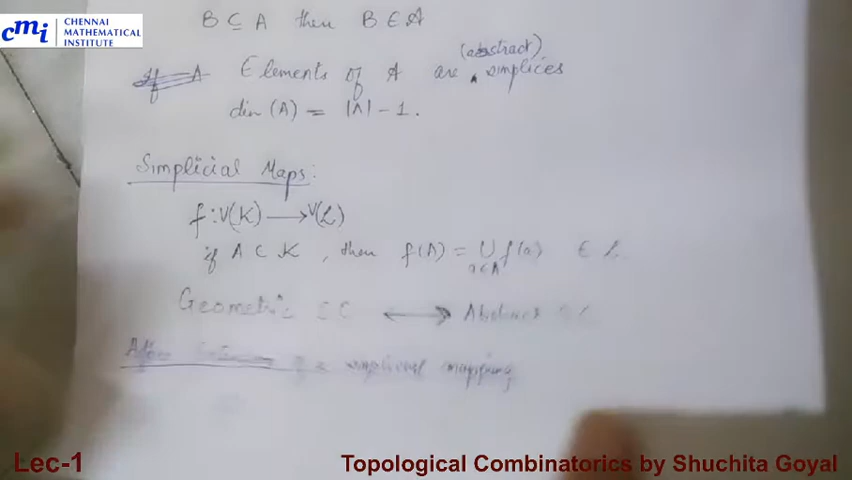 B ⊆ A then B ∈ A
cmi CHENNAI MATHEMATICAL INSTITUTE
(abstract)
If A Elements of A are simplices
dim (A) = |A| - 1.
Simplicial Maps:
f : V(K) → V(L)
if A ⊂ K, then f(A) = ∪ f(a) ∈ L
a∈A
Geometric SC ↔ Abstract
simplicial mapping
Lec-1 Topological Combinatorics by Shuchita Goyal